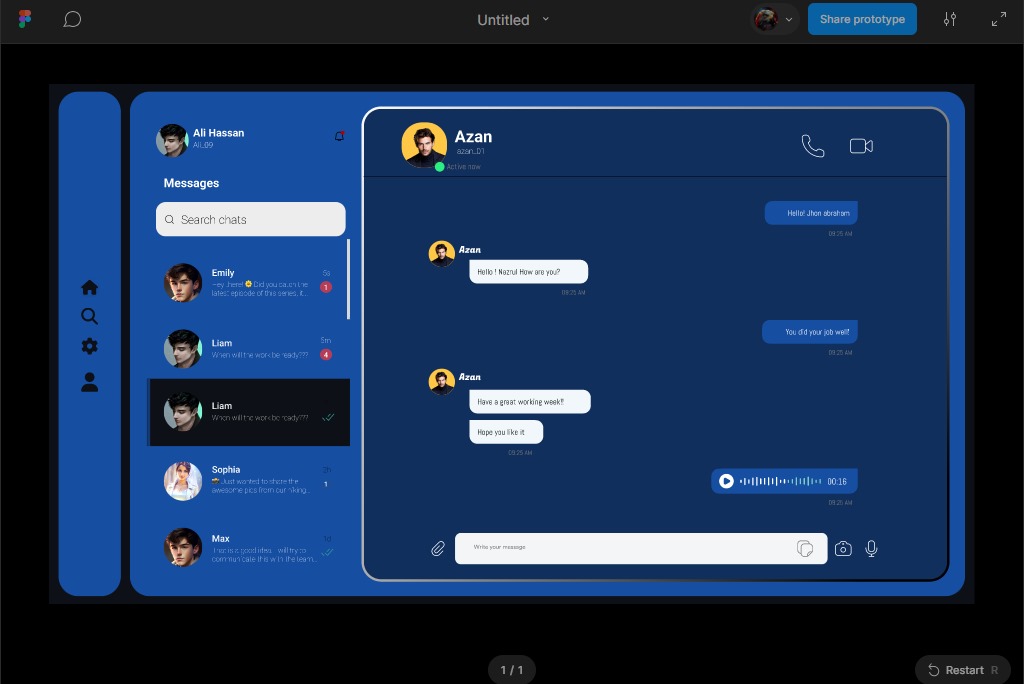 Untitled
Share prototype
Ali Hassan
Ali_09
Messages
Search chats
Emily
5s
Hey there! 🌼 Did you catch the
latest episode of this series, it...
1
Liam
5m
When will the work be ready???
4
Liam
When will the work be ready???
Sophia
2h
📸 Just wanted to share the
awesome pics from our hiking...
1
Max
1d
That is a good idea, I will try to
communicate this w in the team...
Azan
azan_01
Active now
Hello! Jhon abraham
09:25 AM
Azan
Hello ! Nazrul How are you?
09:25 AM
You did your job well!
09:25 AM
Azan
Have a great working week!!
Hope you like it
09:25 AM
00:16
09:25 AM
Write your message
1 / 1
Restart R